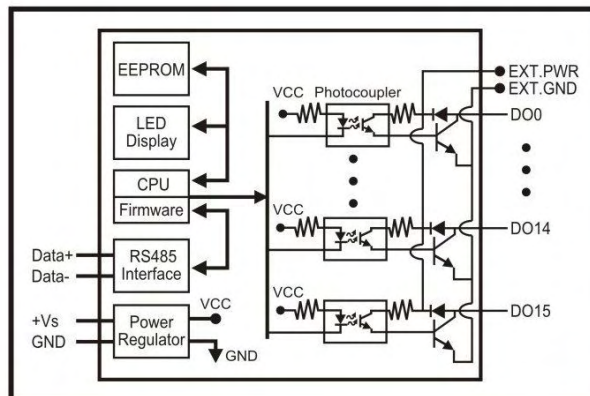 EEPROM
LED
Display
CPU
Firmware
RS485
Interface
Power
Regulator
Data+
Data-
+Vs
GND
VCC
GND
VCC
Photocoupler
EXT.PWR
EXT.GND
DO0
VCC
DO14
VCC
DO15